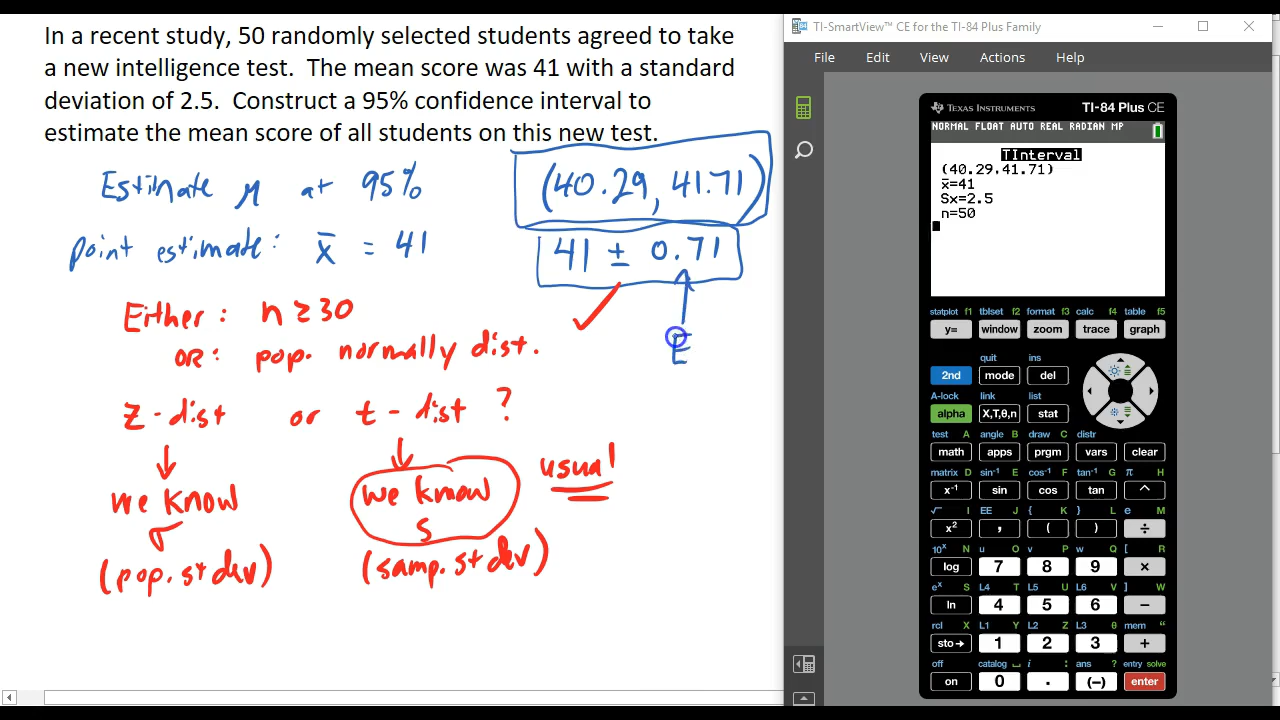 In a recent study, 50 randomly selected students agreed to take
a new intelligence test. The mean score was 41 with a standard
deviation of 2.5. Construct a 95% confidence interval to
estimate the mean score of all students on this new test.
Estimate μ at 95%
(40.29, 41.71)
point estimate: x̄ = 41
41 ± 0.71
E
Either: n ≥ 30
OR: pop. normally dist.
z-dist or t-dist ?
we know
σ
(pop. st dev)
we know
s
(samp. st dev)
usual
TI-SmartView™ CE for the TI-84 Plus Family
File Edit View Actions Help
TEXAS INSTRUMENTS TI-84 Plus CE
NORMAL FLOAT AUTO REAL RADIAN MP
TInterval
(40.29,41.71)
x̄=41
Sx=2.5
n=50
statplot f1 tblset f2 format f3 calc f4 table f5
y= window zoom trace graph
quit ins
2nd mode del
A-lock link list
alpha X,T,θ,n stat
test A angle B draw C distr
math apps prgm vars clear
matrix D sin⁻¹ E cos⁻¹ F tan⁻¹ G π H
x⁻¹ sin cos tan ^
√ I EE J { K } L e M
x² , ( ) ÷
10ˣ N u O v P w Q [ R
log 7 8 9 ×
eˣ S L4 T L5 U L6 V ] W
ln 4 5 6 −
rcl X L1 Y L2 Z L3 θ mem "
sto→ 1 2 3 +
off catalog ⎵ i : ans ? entry solve
on 0 . (−) enter